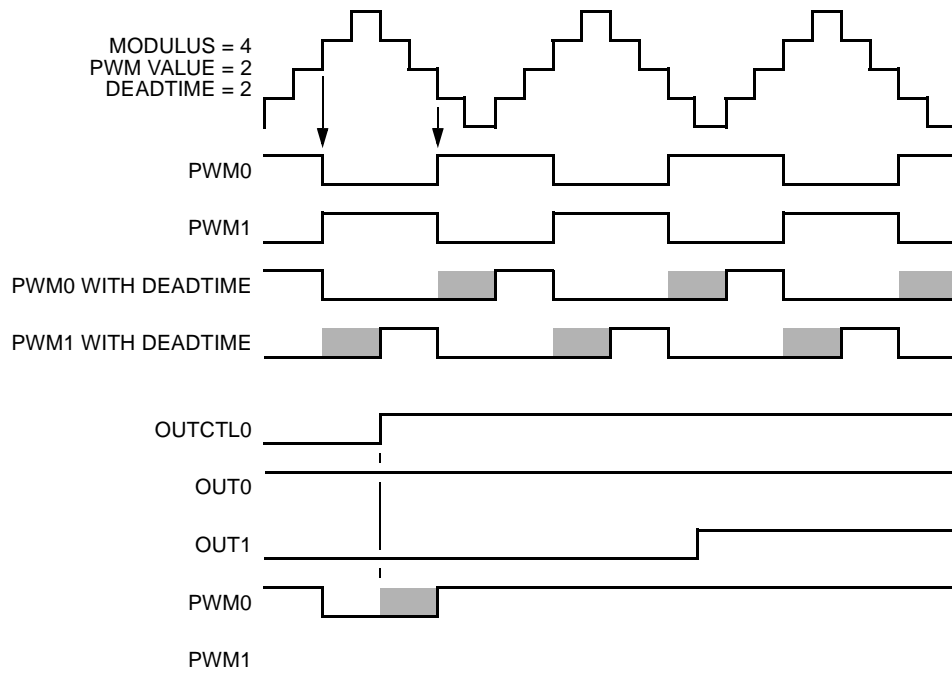 MODULUS = 4
PWM VALUE = 2
DEADTIME = 2
PWM0
PWM1
PWM0 WITH DEADTIME
PWM1 WITH DEADTIME
OUTCTL0
OUT0
OUT1
PWM0
PWM1